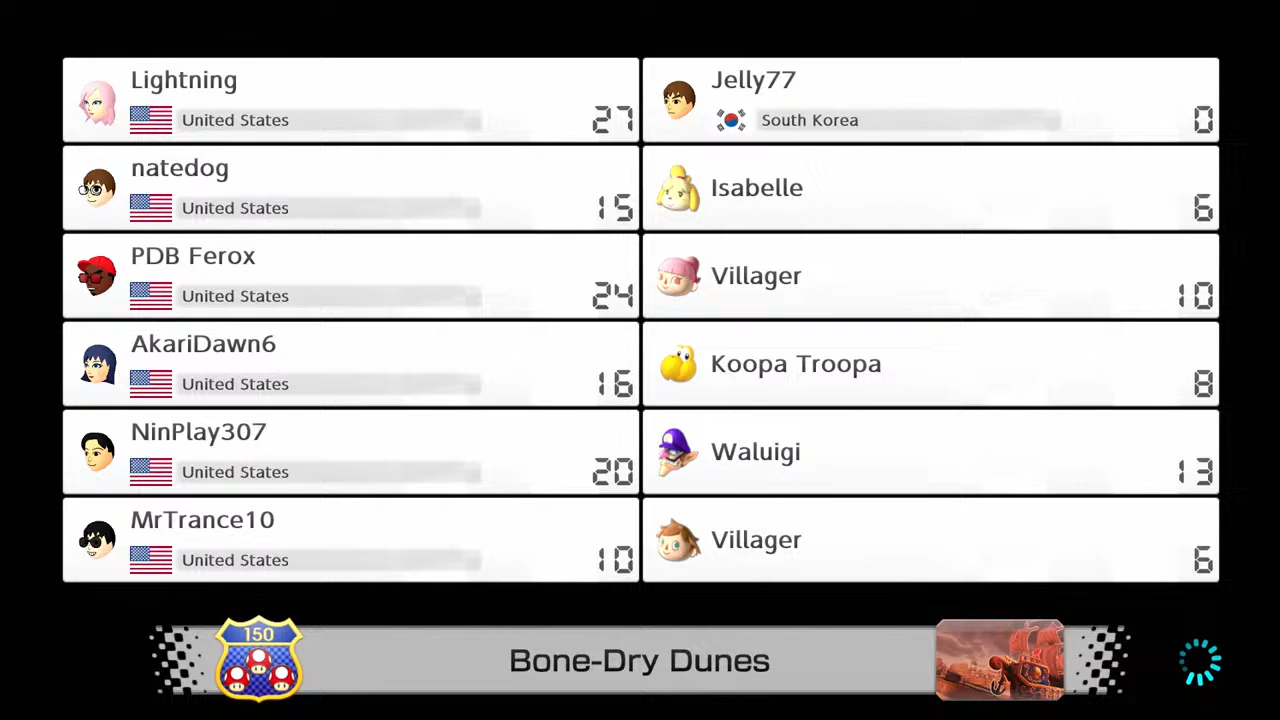 Lightning
United States
27
natedog
United States
15
PDB Ferox
United States
24
AkariDawn6
United States
16
NinPlay307
United States
20
MrTrance10
United States
10
Jelly77
South Korea
0
Isabelle
6
Villager
10
Koopa Troopa
8
Waluigi
13
Villager
6
150
Bone-Dry Dunes